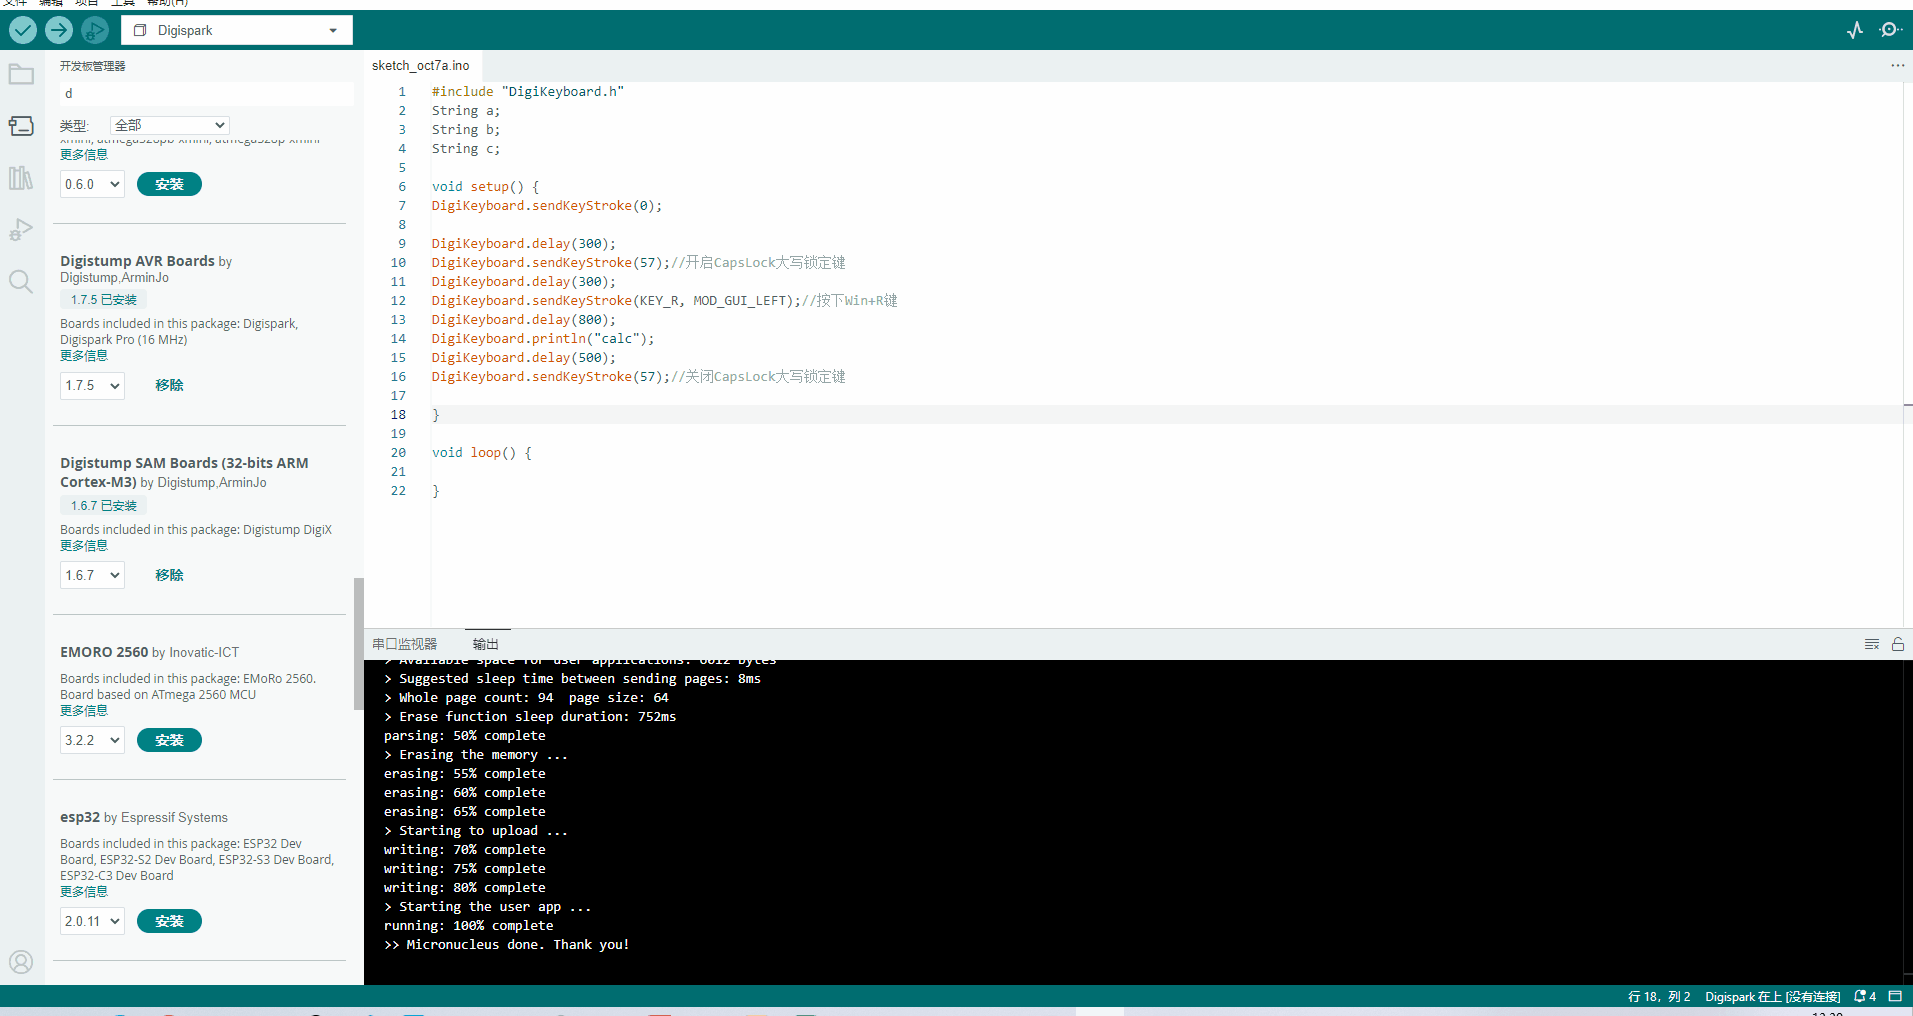 文件 编辑 项目 工具 帮助(H)
Digispark
开发板管理器
d
类型: 全部
xmini, atmega328pb-xmini, atmega328p-xmini
更多信息
0.6.0 安装
Digistump AVR Boards by
Digistump,ArminJo
1.7.5 已安装
Boards included in this package: Digispark,
Digispark Pro (16 MHz)
更多信息
1.7.5 移除
Digistump SAM Boards (32-bits ARM
Cortex-M3) by Digistump,ArminJo
1.6.7 已安装
Boards included in this package: Digistump DigiX
更多信息
1.6.7 移除
EMORO 2560 by Inovatic-ICT
Boards included in this package: EMoRo 2560.
Board based on ATmega 2560 MCU
更多信息
3.2.2 安装
esp32 by Espressif Systems
Boards included in this package: ESP32 Dev
Board, ESP32-S2 Dev Board, ESP32-S3 Dev Board,
ESP32-C3 Dev Board
更多信息
2.0.11 安装
sketch_oct7a.ino
1 #include "DigiKeyboard.h"
2 String a;
3 String b;
4 String c;
5
6 void setup() {
7 DigiKeyboard.sendKeyStroke(0);
8
9 DigiKeyboard.delay(300);
10 DigiKeyboard.sendKeyStroke(57);//开启CapsLock大写锁定键
11 DigiKeyboard.delay(300);
12 DigiKeyboard.sendKeyStroke(KEY_R, MOD_GUI_LEFT);//按下Win+R键
13 DigiKeyboard.delay(800);
14 DigiKeyboard.println("calc");
15 DigiKeyboard.delay(500);
16 DigiKeyboard.sendKeyStroke(57);//关闭CapsLock大写锁定键
17
18 }
19
20 void loop() {
21
22 }
串口监视器 输出
> Available space for user applications: 6012 bytes
> Suggested sleep time between sending pages: 8ms
> Whole page count: 94  page size: 64
> Erase function sleep duration: 752ms
parsing: 50% complete
> Erasing the memory ...
erasing: 55% complete
erasing: 60% complete
erasing: 65% complete
> Starting to upload ...
writing: 70% complete
writing: 75% complete
writing: 80% complete
> Starting the user app ...
running: 100% complete
>> Micronucleus done. Thank you!
行 18，列 2 Digispark 在上 [没有连接] 4